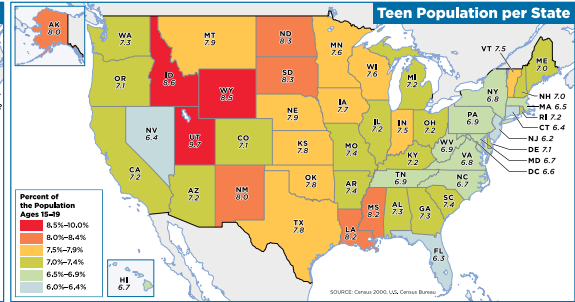 Teen Population per State
AK
8.0
WA
7.3
MT
7.9
ND
8.3
MN
7.6
VT 7.5
ME
7.0
OR
7.1
ID
8.6
SD
8.3
WI
7.6
MI
7.2
NY
6.8
NH 7.0
MA 6.5
RI 7.2
CT 6.4
NJ 6.2
DE 7.1
MD 6.7
DC 6.6
WY
8.5
IA
7.7
PA
6.9
NV
6.4
UT
9.7
NE
7.9
IL
7.2
IN
7.5
OH
7.2
CO
7.1
KS
7.8
MO
7.4
KY
7.2
WV
6.9
VA
6.8
CA
7.2
AZ
7.2
NM
8.0
OK
7.8
AR
7.4
TN
6.9
NC
6.7
SC
7.4
TX
7.8
LA
8.2
MS
8.2
AL
7.3
GA
7.3
FL
6.3
HI
6.7
Percent of
the Population
Ages 15–19
8.5%–10.0%
8.0%–8.4%
7.5%–7.9%
7.0%–7.4%
6.5%–6.9%
6.0%–6.4%
SOURCE: Census 2000, U.S. Census Bureau